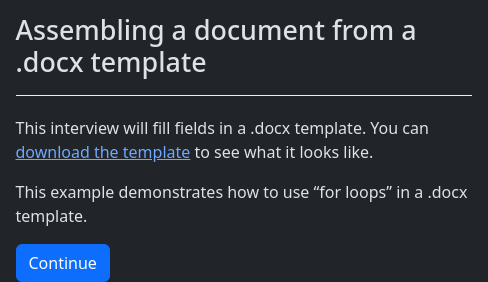 Assembling a document from a
.docx template
This interview will fill fields in a .docx template. You can
download the template to see what it looks like.
This example demonstrates how to use “for loops” in a .docx
template.
Continue